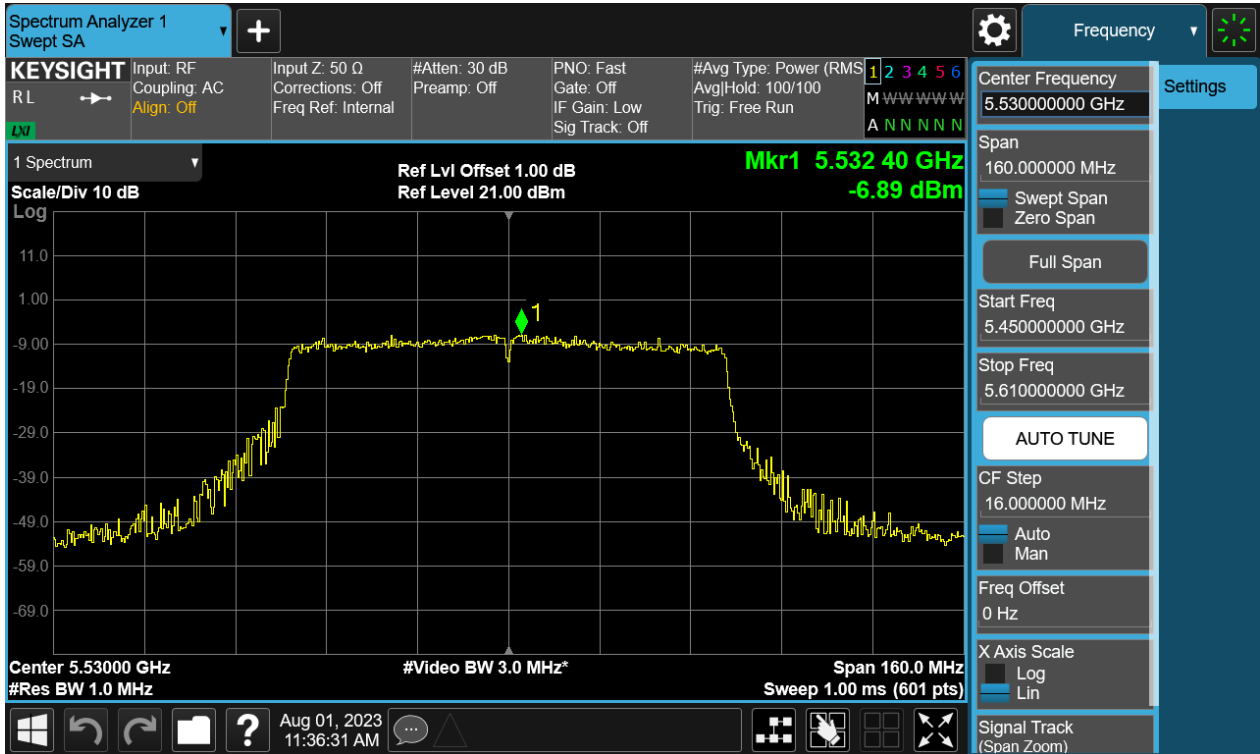 Spectrum Analyzer 1
Swept SA
+
Frequency
KEYSIGHT
R L
LXI
Input: RF
Coupling: AC
Align: Off
Input Z: 50 Ω
Corrections: Off
Freq Ref: Internal
#Atten: 30 dB
Preamp: Off
PNO: Fast
Gate: Off
IF Gain: Low
Sig Track: Off
#Avg Type: Power (RMS
Avg|Hold: 100/100
Trig: Free Run
1 2 3 4 5 6
M W W W W W
A N N N N N
1 Spectrum
Scale/Div 10 dB
Log
Ref Lvl Offset 1.00 dB
Ref Level 21.00 dBm
Mkr1 5.532 40 GHz
-6.89 dBm
1
11.0
1.00
-9.00
-19.0
-29.0
-39.0
-49.0
-59.0
-69.0
Center 5.53000 GHz
#Res BW 1.0 MHz
#Video BW 3.0 MHz*
Span 160.0 MHz
Sweep 1.00 ms (601 pts)
Center Frequency
5.530000000 GHz
Span
160.000000 MHz
Swept Span
Zero Span
Full Span
Start Freq
5.450000000 GHz
Stop Freq
5.610000000 GHz
AUTO TUNE
CF Step
16.000000 MHz
Auto
Man
Freq Offset
0 Hz
X Axis Scale
Log
Lin
Signal Track
(Span Zoom)
Settings
?
Aug 01, 2023
11:36:31 AM